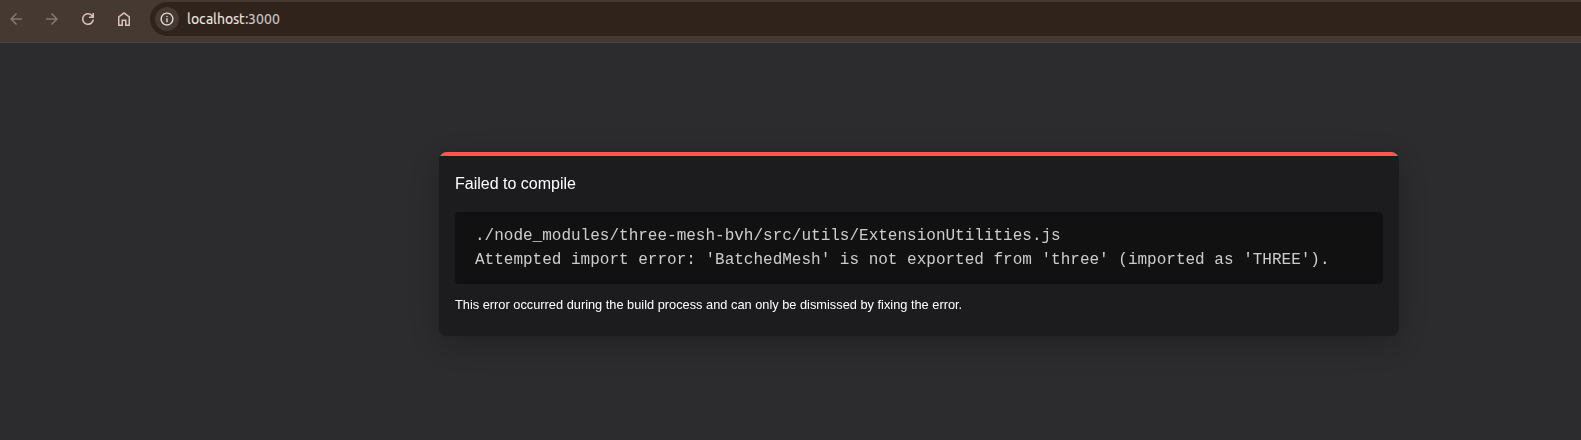 localhost:3000
Failed to compile
./node_modules/three-mesh-bvh/src/utils/ExtensionUtilities.js
Attempted import error: 'BatchedMesh' is not exported from 'three' (imported as 'THREE').
This error occurred during the build process and can only be dismissed by fixing the error.